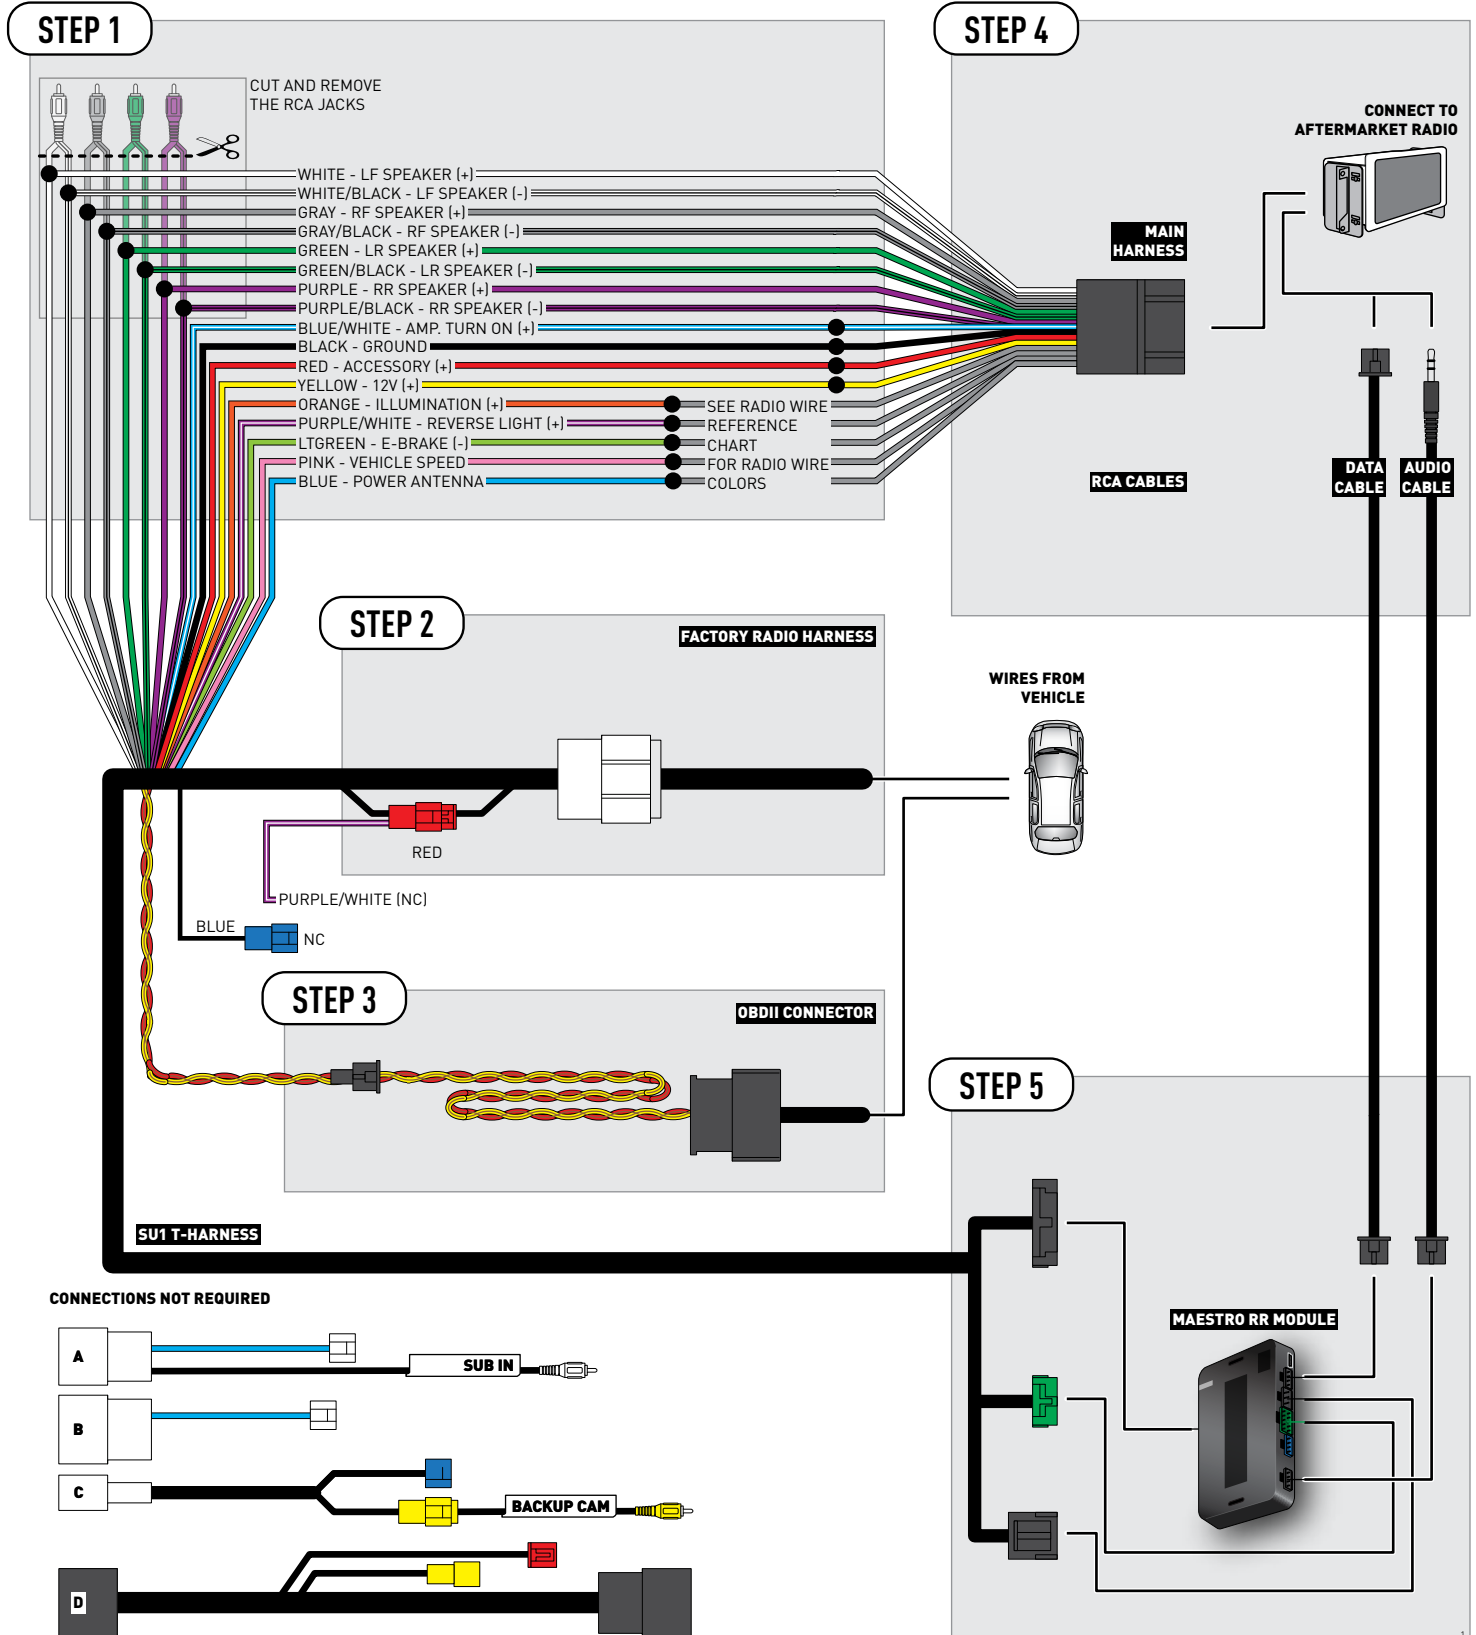 STEP 1
CUT AND REMOVE
THE RCA JACKS
WHITE - LF SPEAKER (+)
WHITE/BLACK - LF SPEAKER (-)
GRAY - RF SPEAKER (+)
GRAY/BLACK - RF SPEAKER (-)
GREEN - LR SPEAKER (+)
GREEN/BLACK - LR SPEAKER (-)
PURPLE - RR SPEAKER (+)
PURPLE/BLACK - RR SPEAKER (-)
BLUE/WHITE - AMP. TURN ON (+)
BLACK - GROUND
RED - ACCESSORY (+)
YELLOW - 12V (+)
ORANGE - ILLUMINATION (+)
PURPLE/WHITE - REVERSE LIGHT (+)
LTGREEN - E-BRAKE (-)
PINK - VEHICLE SPEED
BLUE - POWER ANTENNA
SEE RADIO WIRE
REFERENCE
CHART
FOR RADIO WIRE
COLORS
STEP 4
CONNECT TO
AFTERMARKET RADIO
MAIN
HARNESS
RCA CABLES
DATA
CABLE
AUDIO
CABLE
STEP 2
FACTORY RADIO HARNESS
WIRES FROM
VEHICLE
RED
PURPLE/WHITE (NC)
BLUE
NC
STEP 3
OBDII CONNECTOR
STEP 5
SU1 T-HARNESS
MAESTRO RR MODULE
CONNECTIONS NOT REQUIRED
A
SUB IN
B
C
BACKUP CAM
D
1